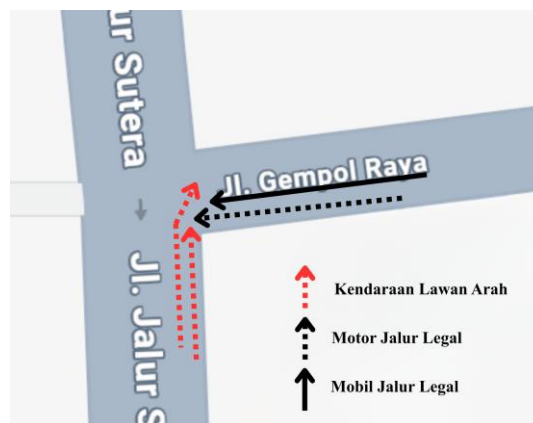 ur Sutera
Jl. Gempol Raya
Jl. Jalur S
Kendaraan Lawan Arah
Motor Jalur Legal
Mobil Jalur Legal